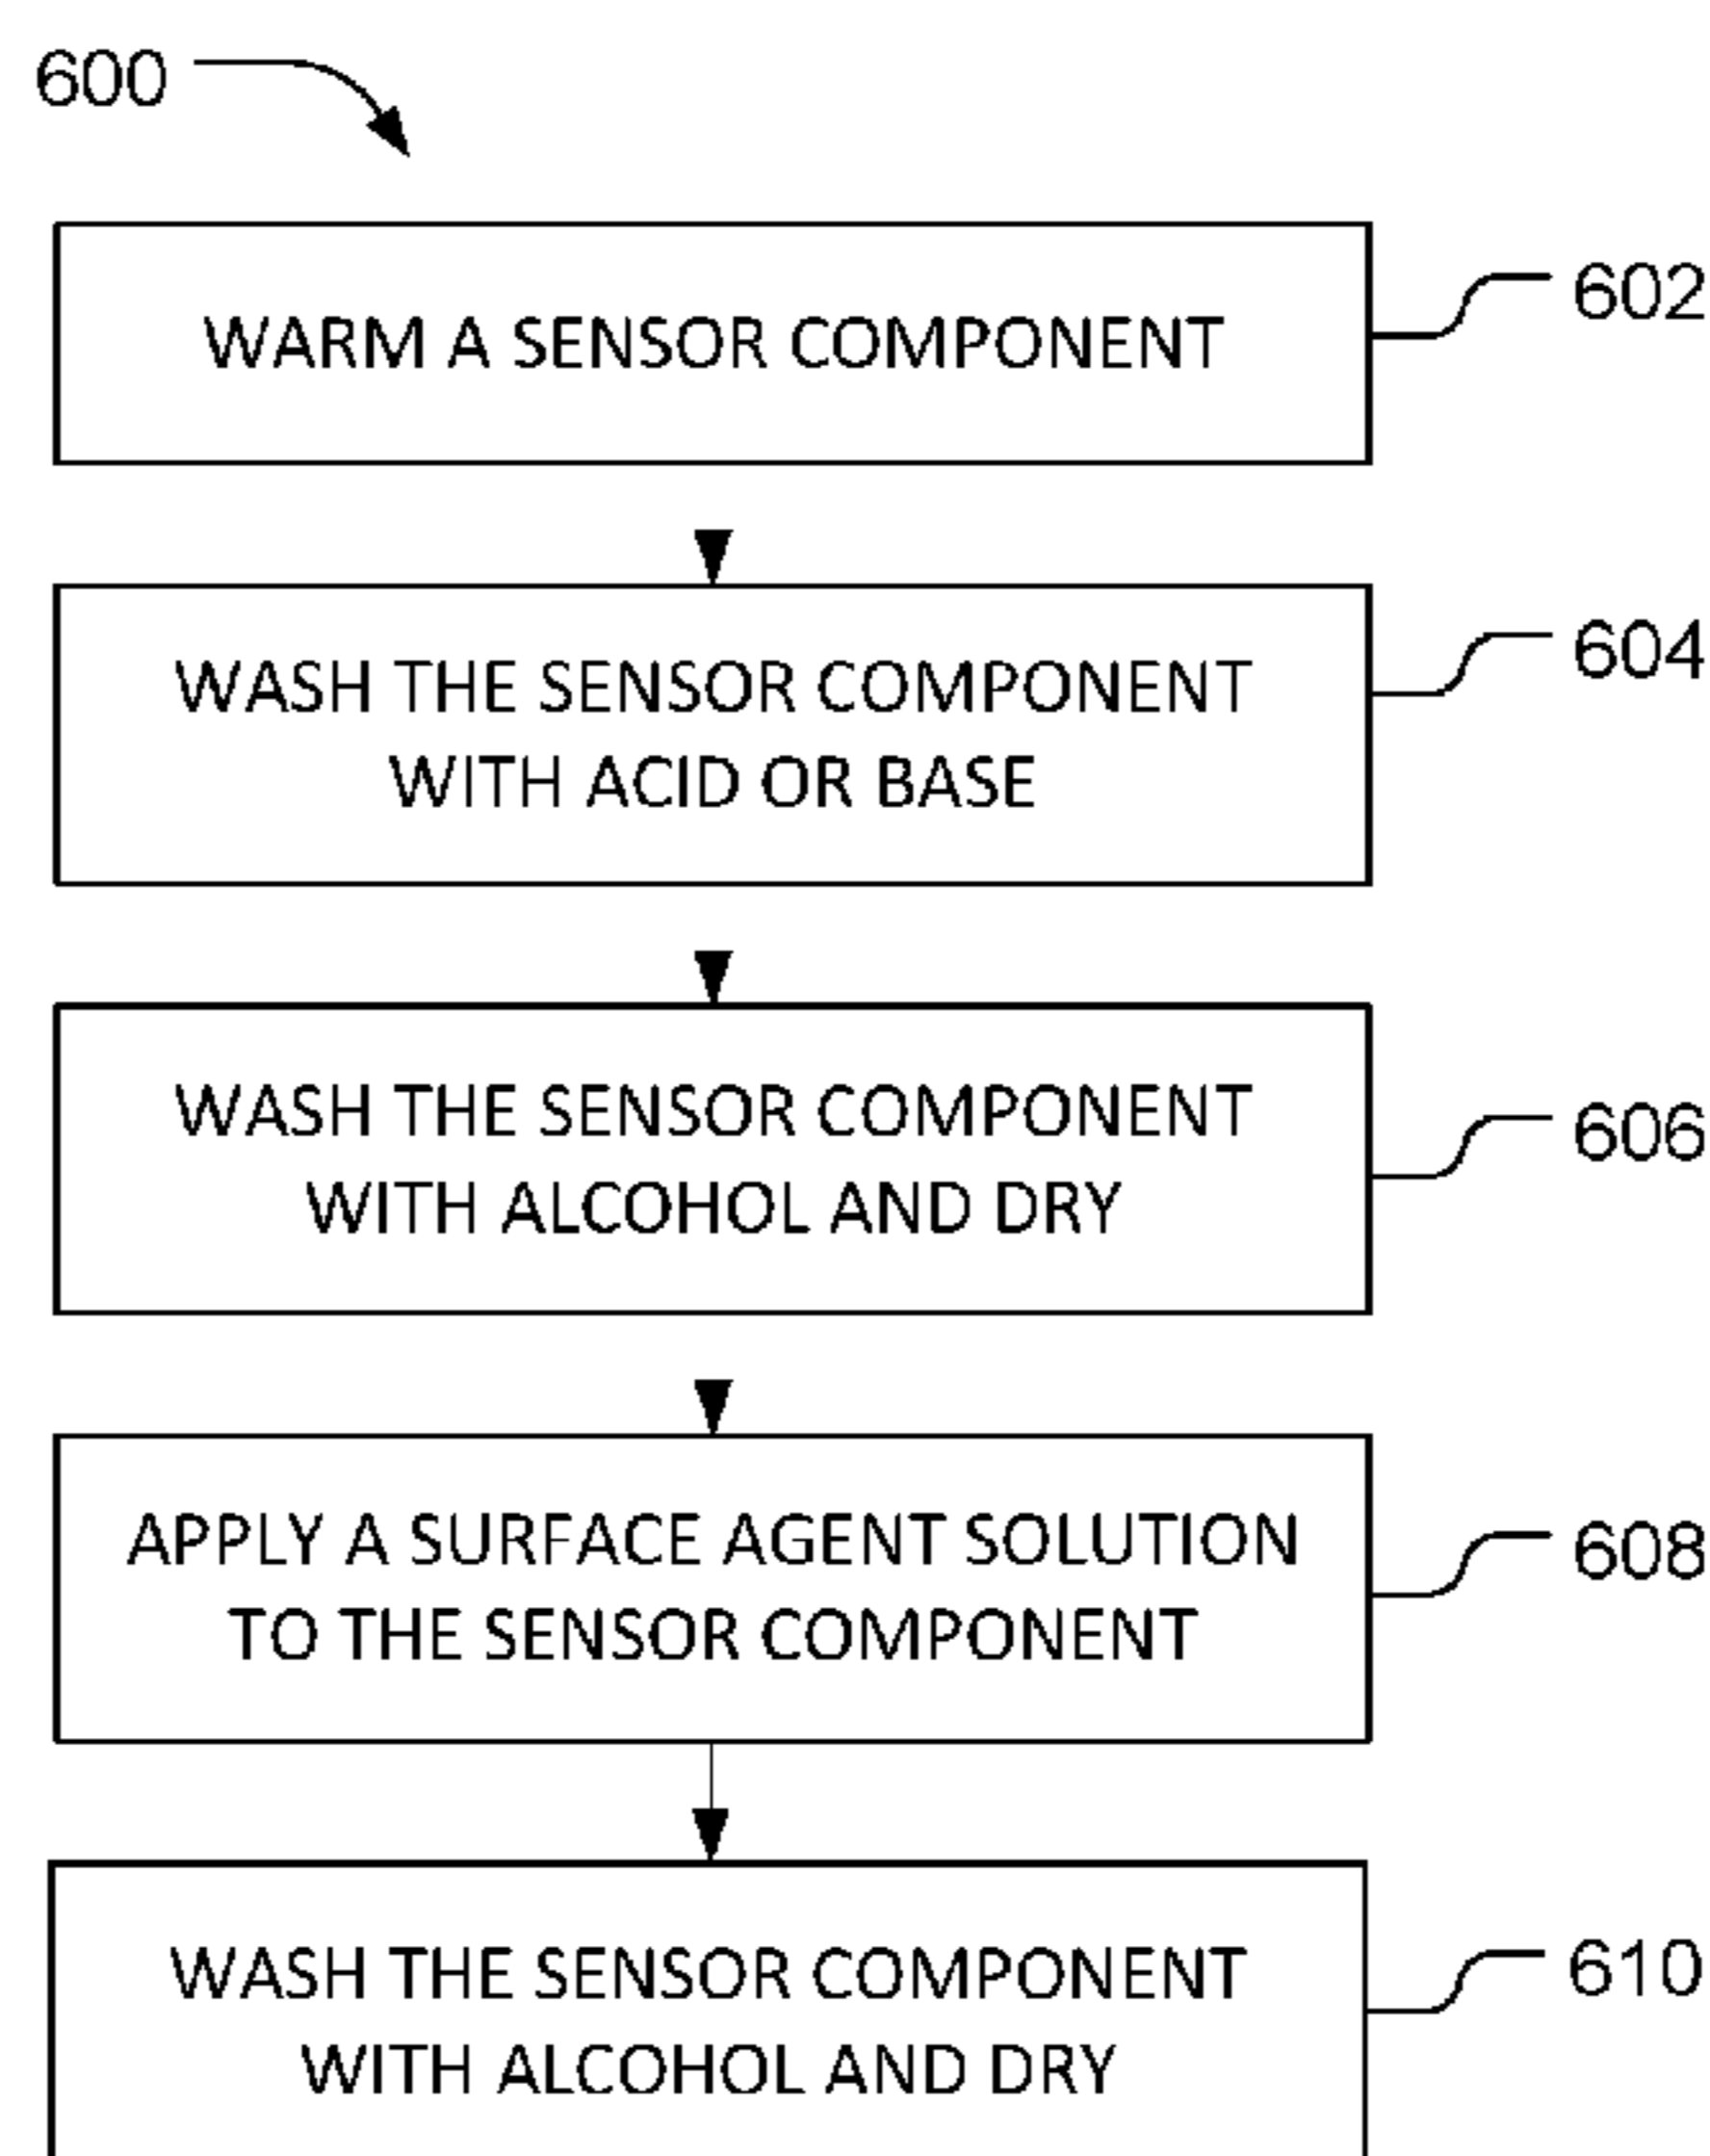 600
WARM A SENSOR COMPONENT
602
WASH THE SENSOR COMPONENT
WITH ACID OR BASE
604
WASH THE SENSOR COMPONENT
WITH ALCOHOL AND DRY
606
APPLY A SURFACE AGENT SOLUTION
TO THE SENSOR COMPONENT
608
WASH THE SENSOR COMPONENT
WITH ALCOHOL AND DRY
610